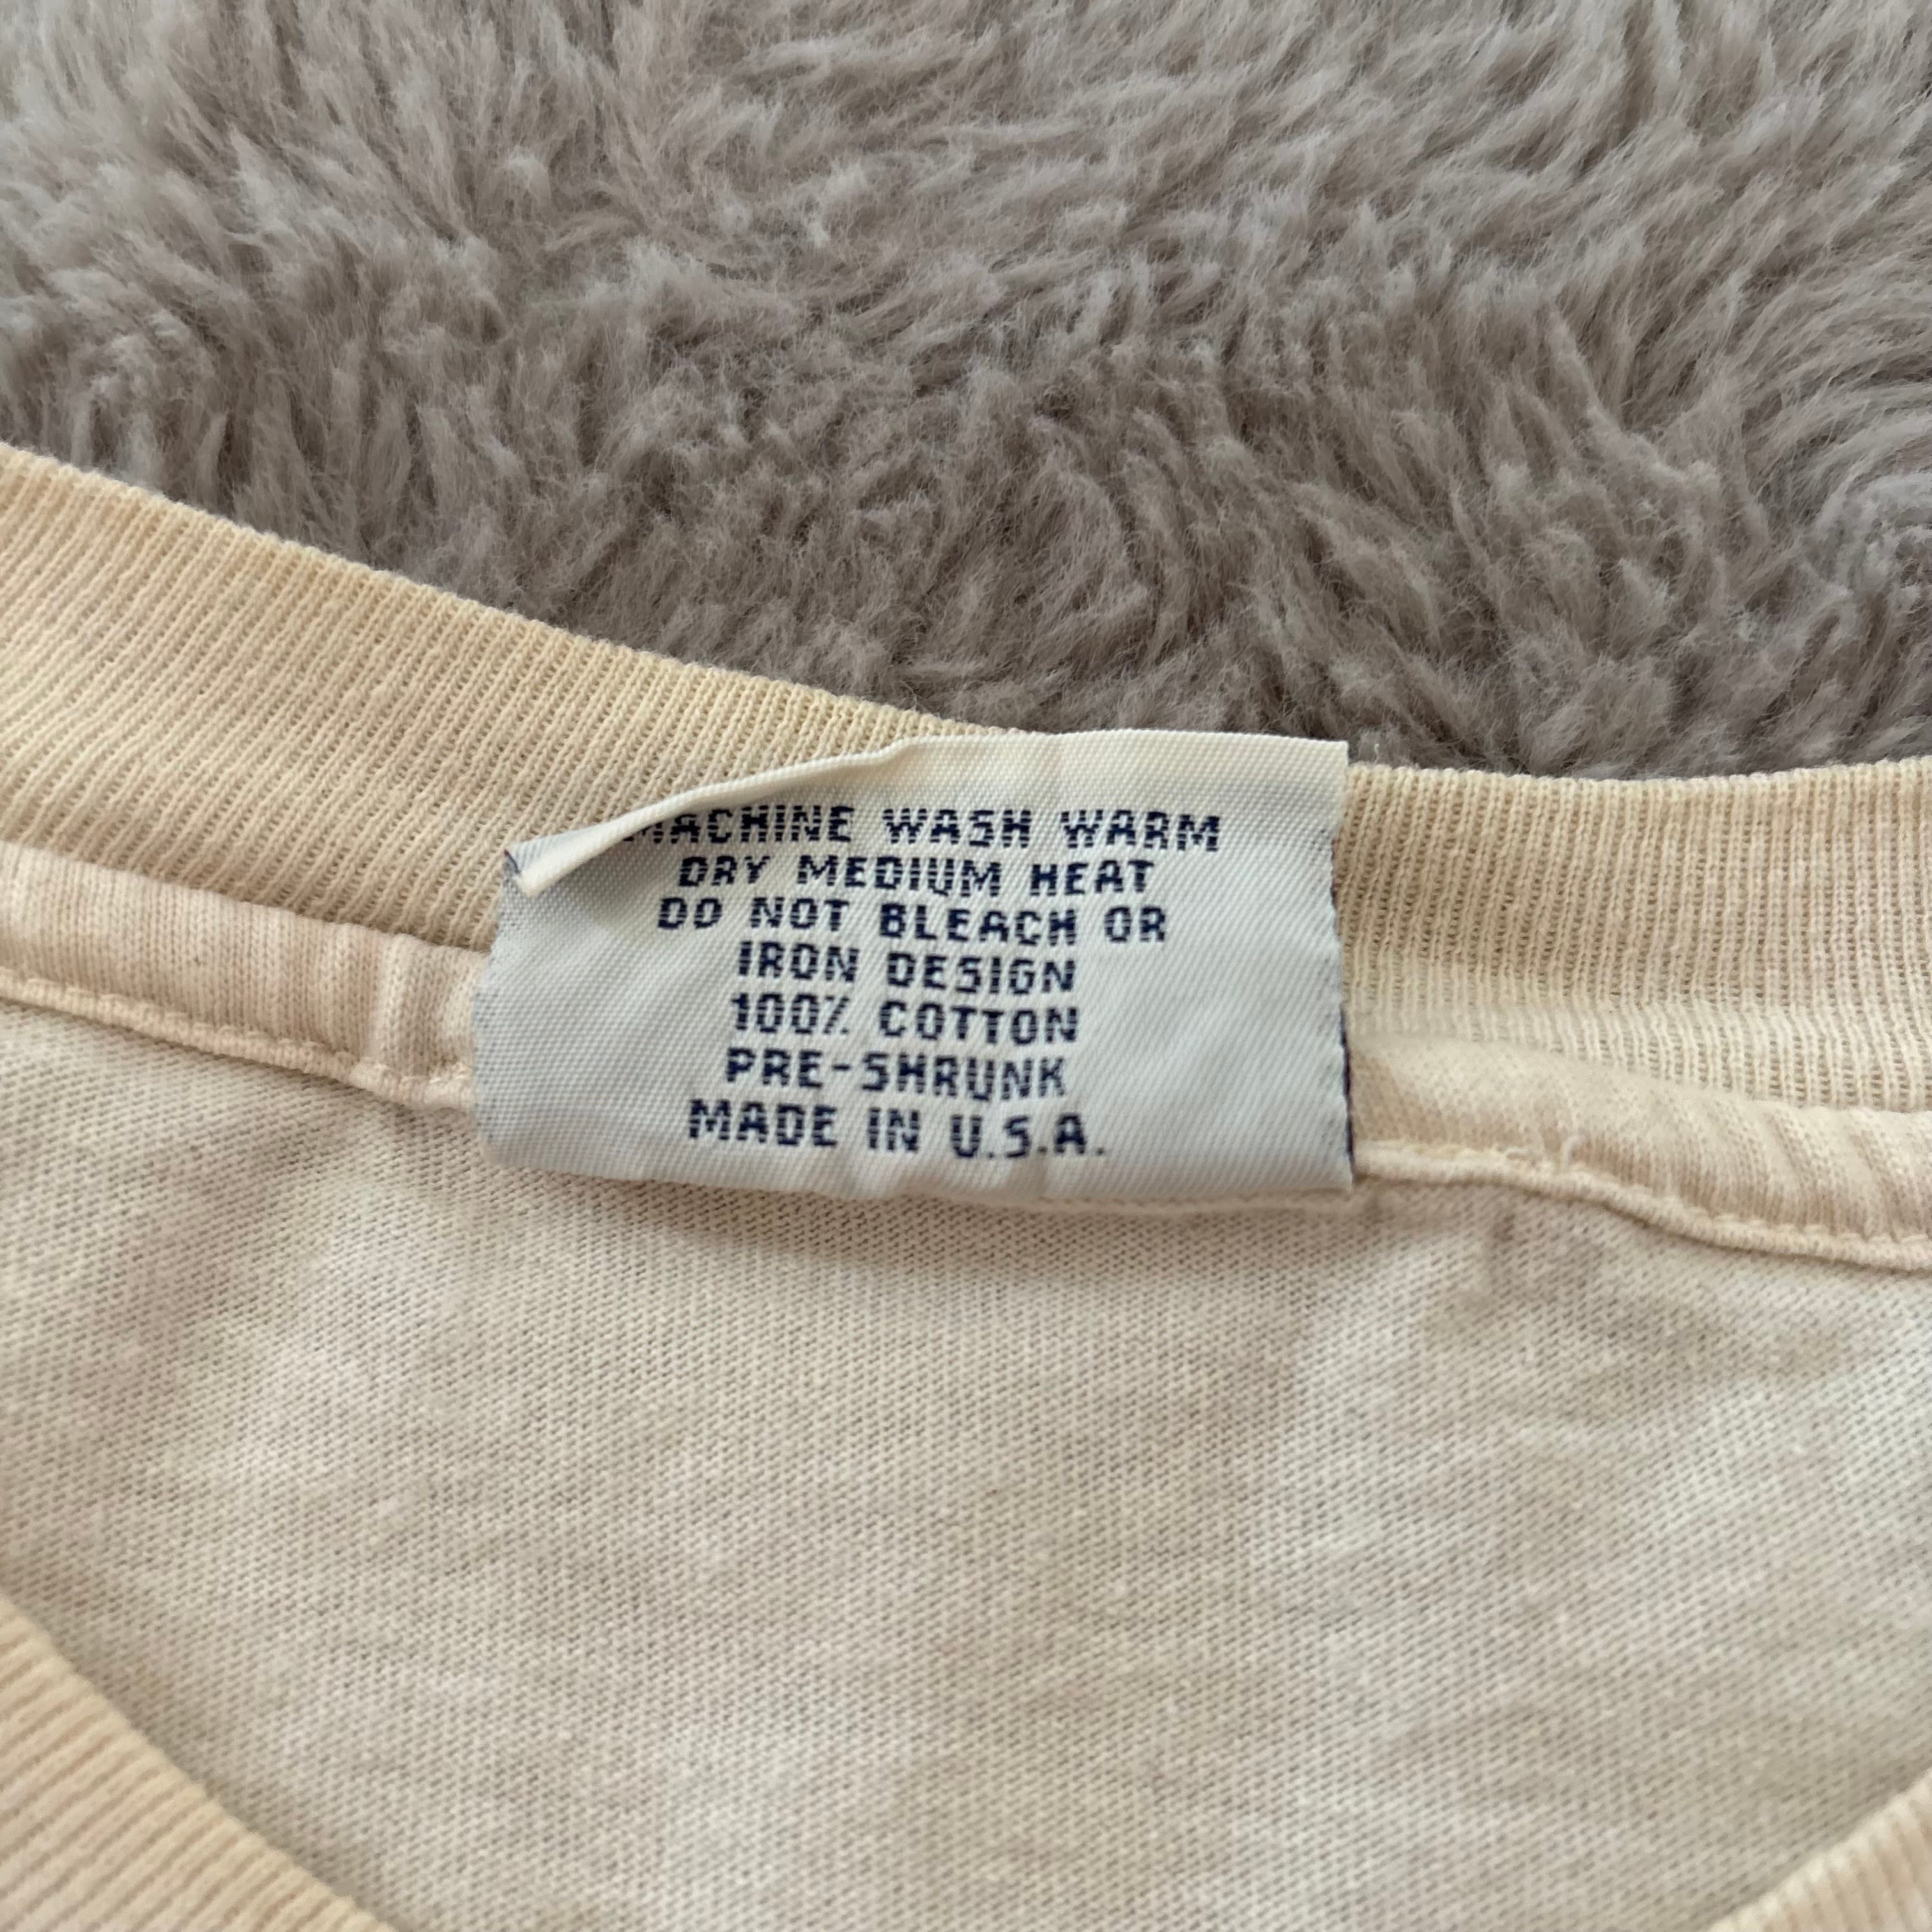 MACHINE WASH WARM
DRY MEDIUM HEAT
DO NOT BLEACH OR
IRON DESIGN
100% COTTON
PRE-SHRUNK
MADE IN U.S.A.